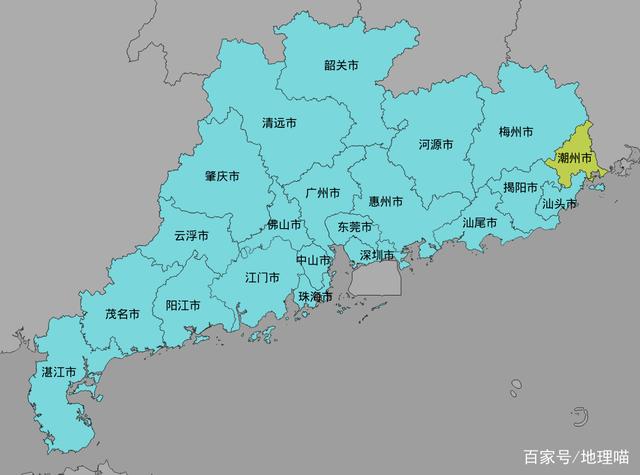 韶关市
清远市
河源市
梅州市
潮州市
肇庆市
广州市
惠州市
揭阳市
汕头市
佛山市
东莞市
汕尾市
云浮市
中山市
深圳市
江门市
珠海市
阳江市
茂名市
湛江市
百家号/地理喵